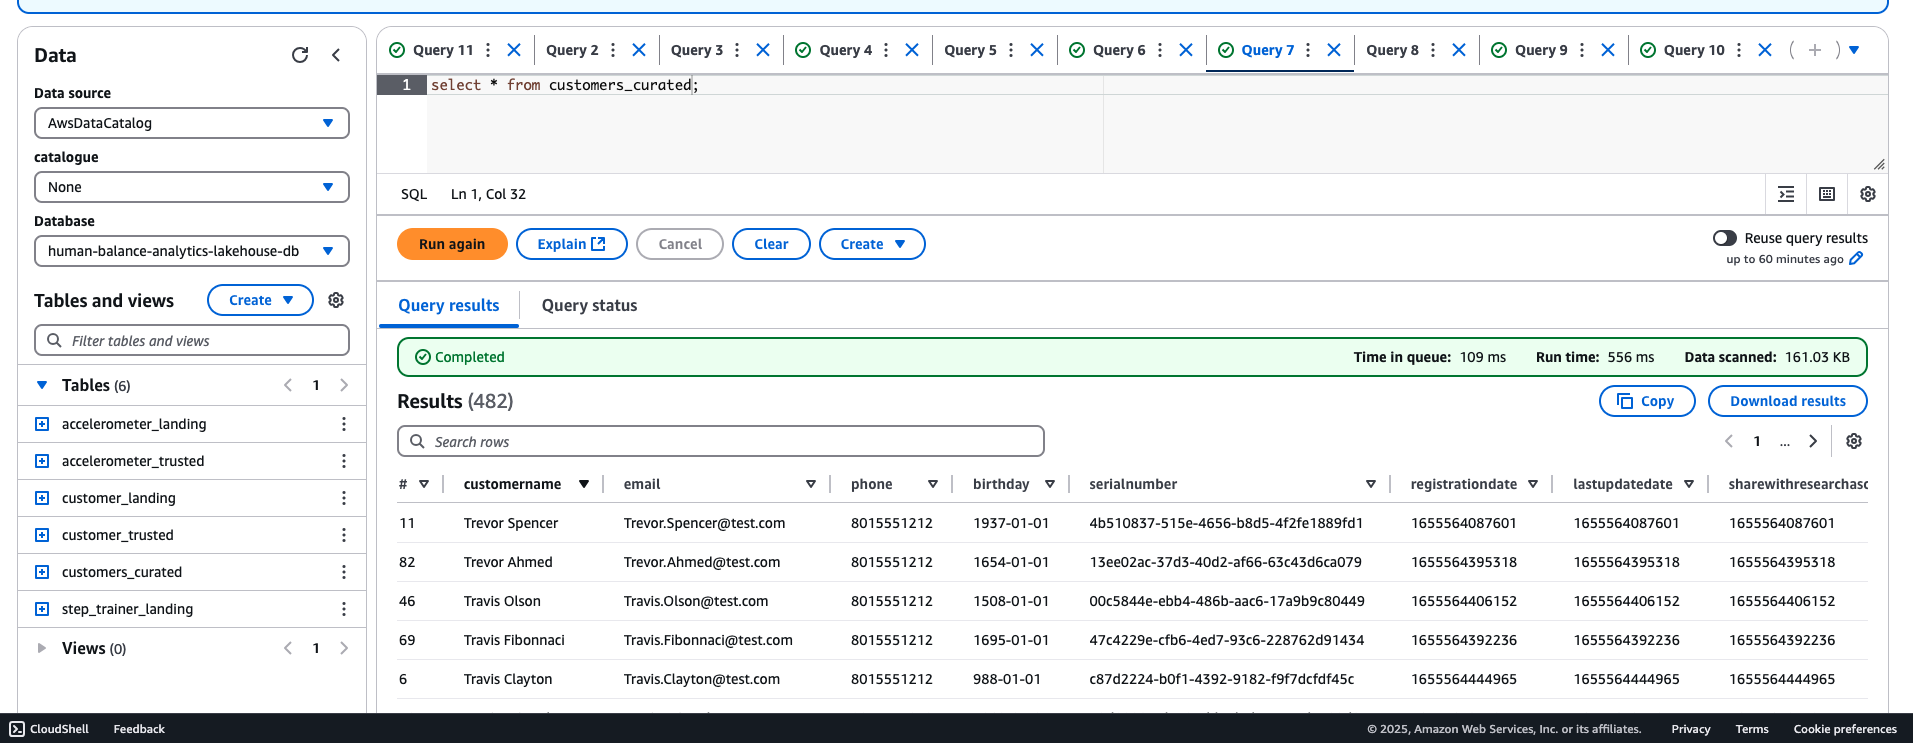 Data
Data source
AwsDataCatalog
catalogue
None
Database
human-balance-analytics-lakehouse-db
Tables and views
Create
Filter tables and views
Tables (6)
1
accelerometer_landing
accelerometer_trusted
customer_landing
customer_trusted
customers_curated
step_trainer_landing
Views (0)
1
Query 11 Query 2 Query 3 Query 4 Query 5 Query 6 Query 7 Query 8 Query 9 Query 10
1 select * from customers_curated;
SQL Ln 1, Col 32
Run again Explain Cancel Clear Create
Reuse query results
up to 60 minutes ago
Query results Query status
Completed Time in queue: 109 ms Run time: 556 ms Data scanned: 161.03 KB
Results (482) Copy Download results
Search rows
1 ...
# customername email phone birthday serialnumber registrationdate lastupdatedate sharewithresearchasc
11 Trevor Spencer Trevor.Spencer@test.com 8015551212 1937-01-01 4b510837-515e-4656-b8d5-4f2fe1889fd1 1655564087601 1655564087601 1655564087601
82 Trevor Ahmed Trevor.Ahmed@test.com 8015551212 1654-01-01 13ee02ac-37d3-40d2-af66-63c43d6ca079 1655564395318 1655564395318 1655564395318
46 Travis Olson Travis.Olson@test.com 8015551212 1508-01-01 00c5844e-ebb4-486b-aac6-17a9b9c80449 1655564406152 1655564406152 1655564406152
69 Travis Fibonnaci Travis.Fibonnaci@test.com 8015551212 1695-01-01 47c4229e-cfb6-4ed7-93c6-228762d91434 1655564392236 1655564392236 1655564392236
6 Travis Clayton Travis.Clayton@test.com 8015551212 988-01-01 c87d2224-b0f1-4392-9182-f9f7dcfdf45c 1655564444965 1655564444965 1655564444965
CloudShell Feedback © 2025, Amazon Web Services, Inc. or its affiliates. Privacy Terms Cookie preferences